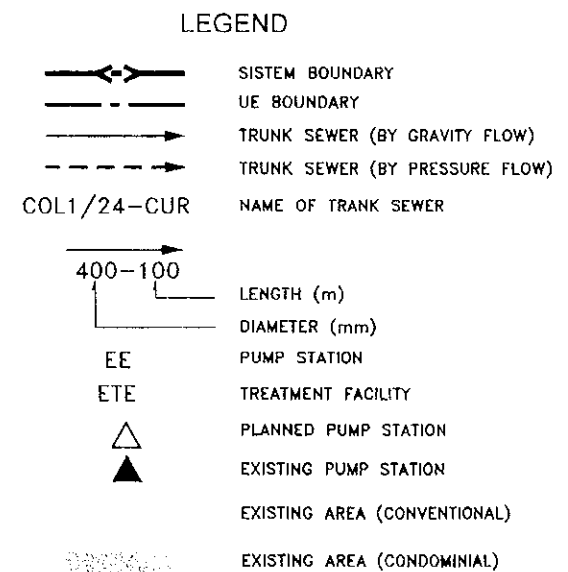 LEGEND
SISTEM BOUNDARY
UE BOUNDARY
TRUNK SEWER (BY GRAVITY FLOW)
TRUNK SEWER (BY PRESSURE FLOW)
COL1/24-CUR NAME OF TRANK SEWER
400-100
LENGTH (m)
DIAMETER (mm)
EE PUMP STATION
ETE TREATMENT FACILITY
PLANNED PUMP STATION
EXISTING PUMP STATION
EXISTING AREA (CONVENTIONAL)
EXISTING AREA (CONDOMINIAL)